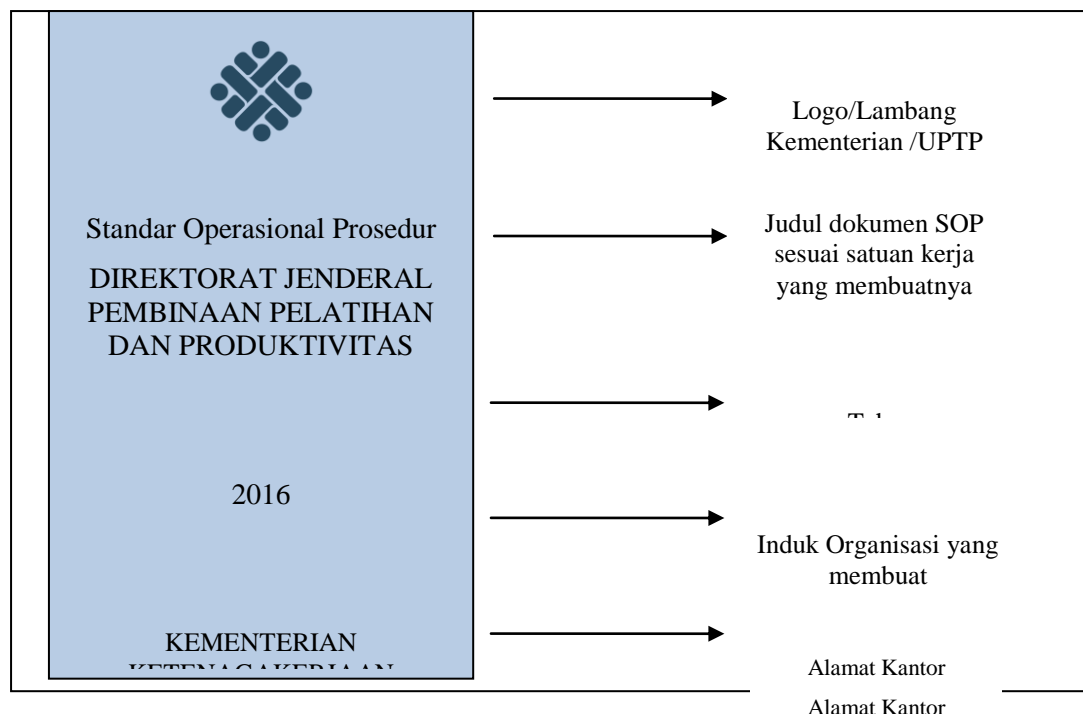 Standar Operasional Prosedur
DIREKTORAT JENDERAL
PEMBINAAN PELATIHAN
DAN PRODUKTIVITAS
2016
KEMENTERIAN
KETENAGAKERJAAN
Logo/Lambang
Kementerian /UPTP
Judul dokumen SOP
sesuai satuan kerja
yang membuatnya
Induk Organisasi yang
membuat
Alamat Kantor
Alamat Kantor